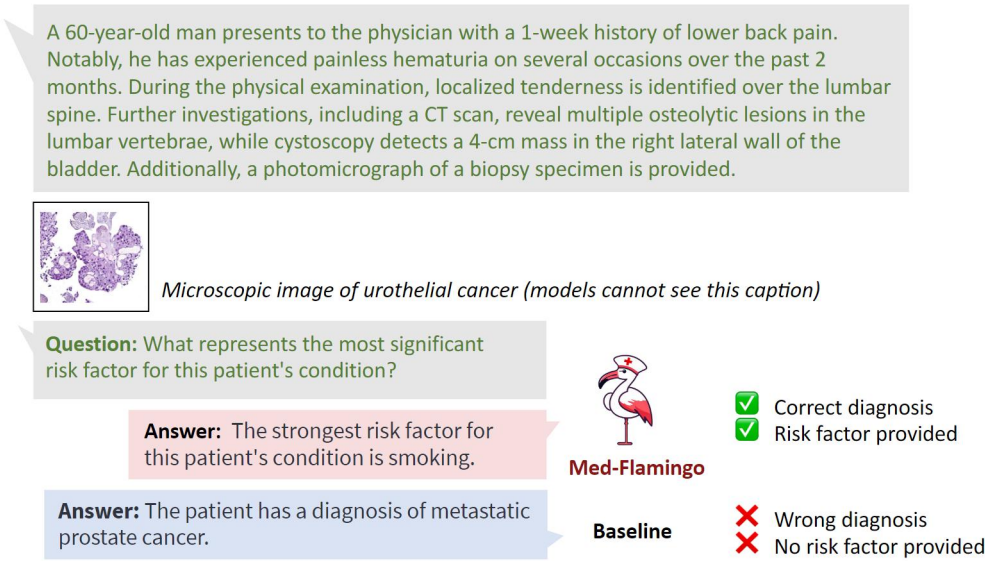 A 60-year-old man presents to the physician with a 1-week history of lower back pain.
Notably, he has experienced painless hematuria on several occasions over the past 2
months. During the physical examination, localized tenderness is identified over the lumbar
spine. Further investigations, including a CT scan, reveal multiple osteolytic lesions in the
lumbar vertebrae, while cystoscopy detects a 4-cm mass in the right lateral wall of the
bladder. Additionally, a photomicrograph of a biopsy specimen is provided.
Microscopic image of urothelial cancer (models cannot see this caption)
Question: What represents the most significant
risk factor for this patient's condition?
Answer: The strongest risk factor for
this patient's condition is smoking.
Med-Flamingo
Correct diagnosis
Risk factor provided
Answer: The patient has a diagnosis of metastatic
prostate cancer.
Baseline
Wrong diagnosis
No risk factor provided